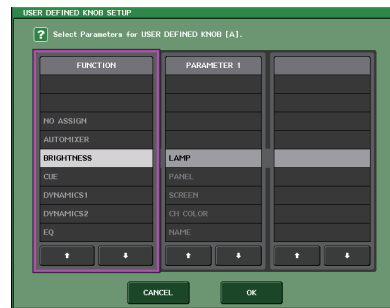 USER DEFINED KNOB SETUP
? Select Parameters for USER DEFINED KNOB [A].
FUNCTION
NO ASSIGN
AUTOMIXER
BRIGHTNESS
CUE
DYNAMICS1
DYNAMICS2
EQ
PARAMETER 1
LAMP
PANEL
SCREEN
CH COLOR
NAME
CANCEL
OK